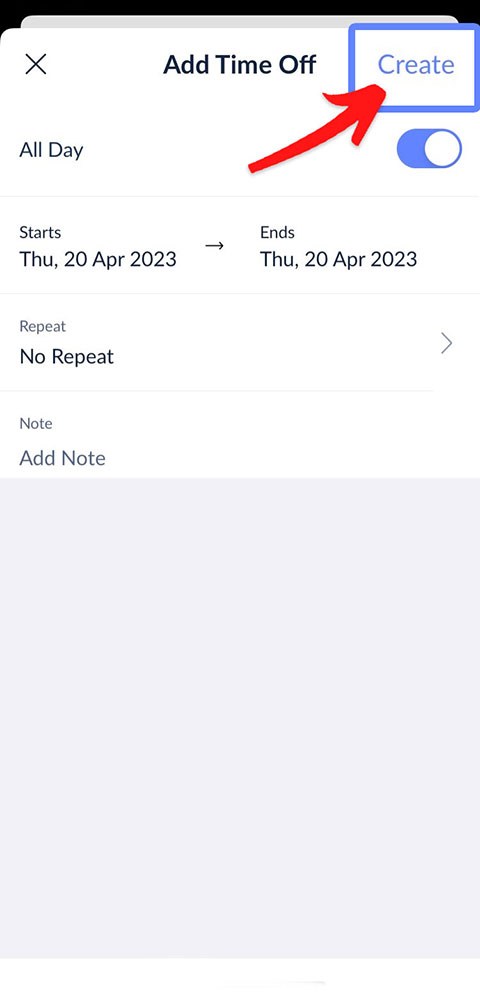 Add Time Off
Create
All Day
Starts
Ends
Thu, 20 Apr 2023
→
Thu, 20 Apr 2023
Repeat
No Repeat
Note
Add Note